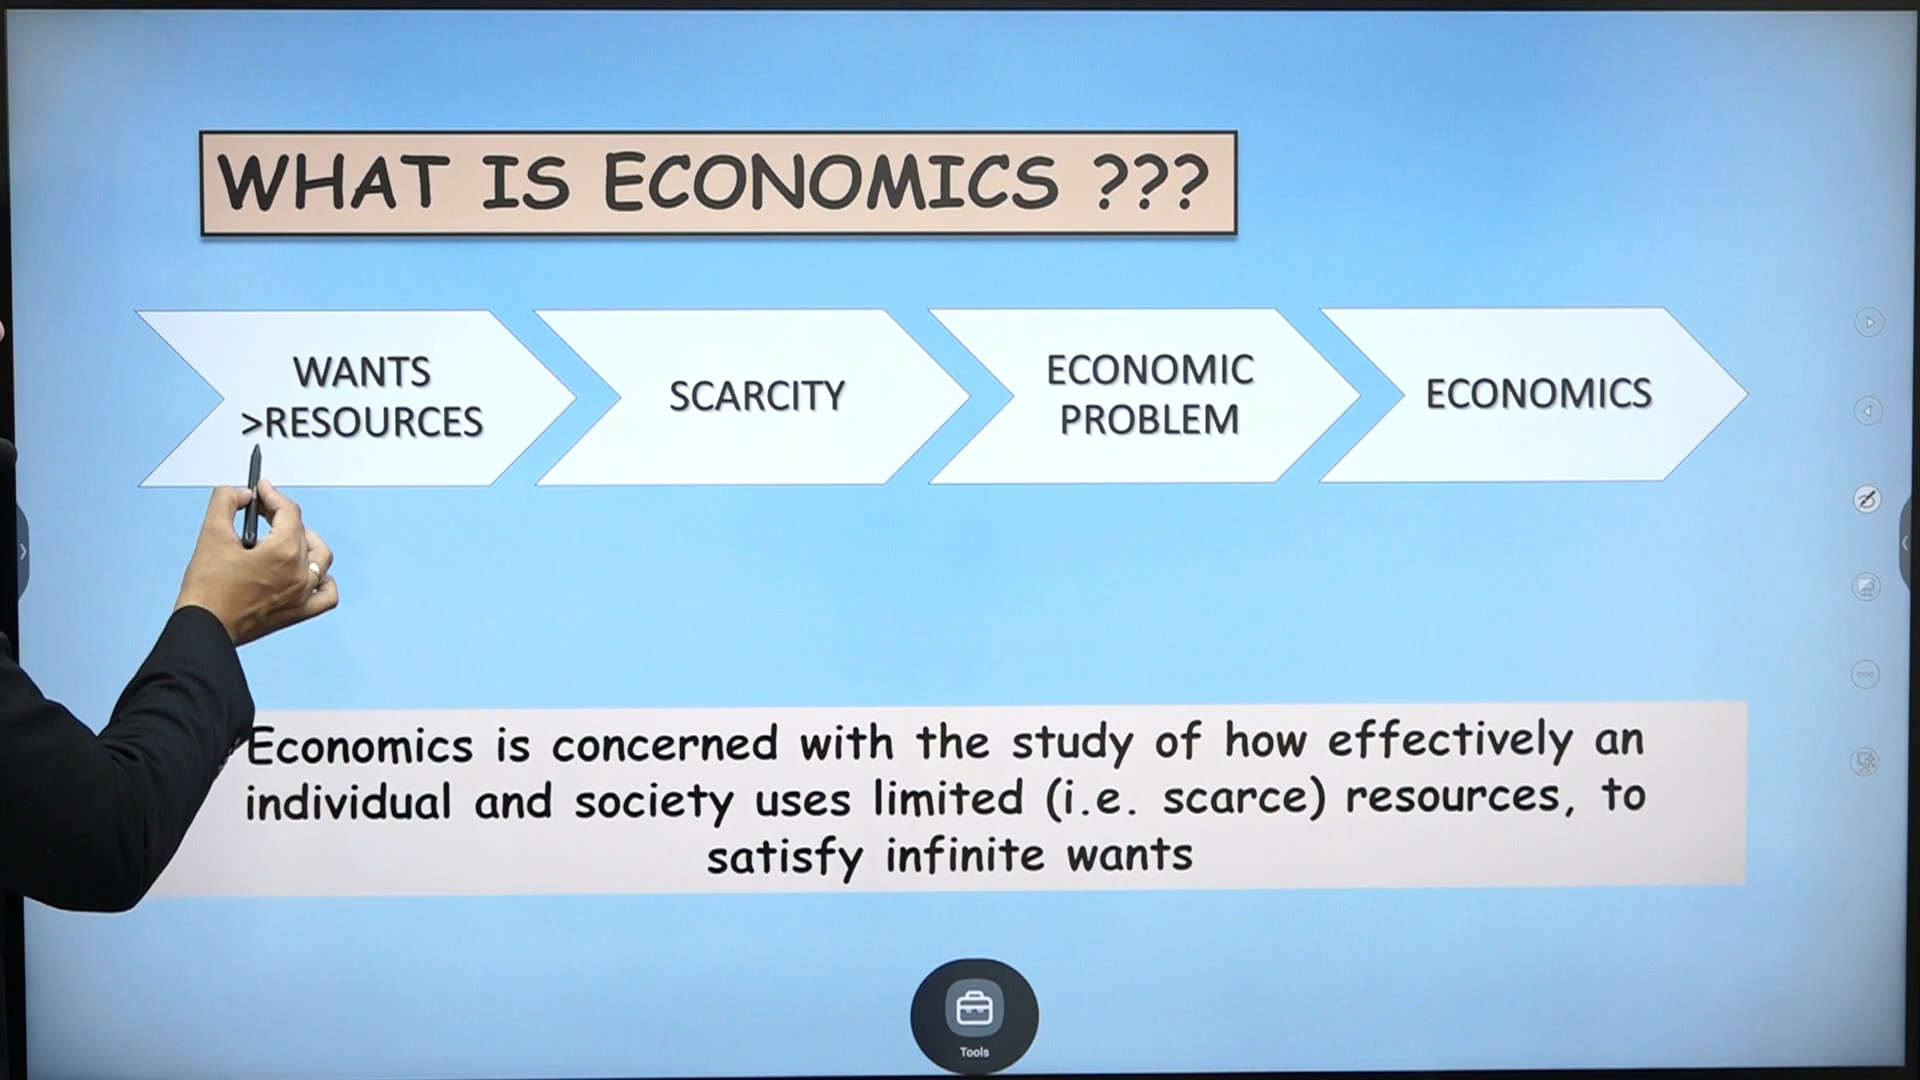 WHAT IS ECONOMICS ???
WANTS
>RESOURCES
SCARCITY
ECONOMIC
PROBLEM
ECONOMICS
Economics is concerned with the study of how effectively an
individual and society uses limited (i.e. scarce) resources, to
satisfy infinite wants
Tools